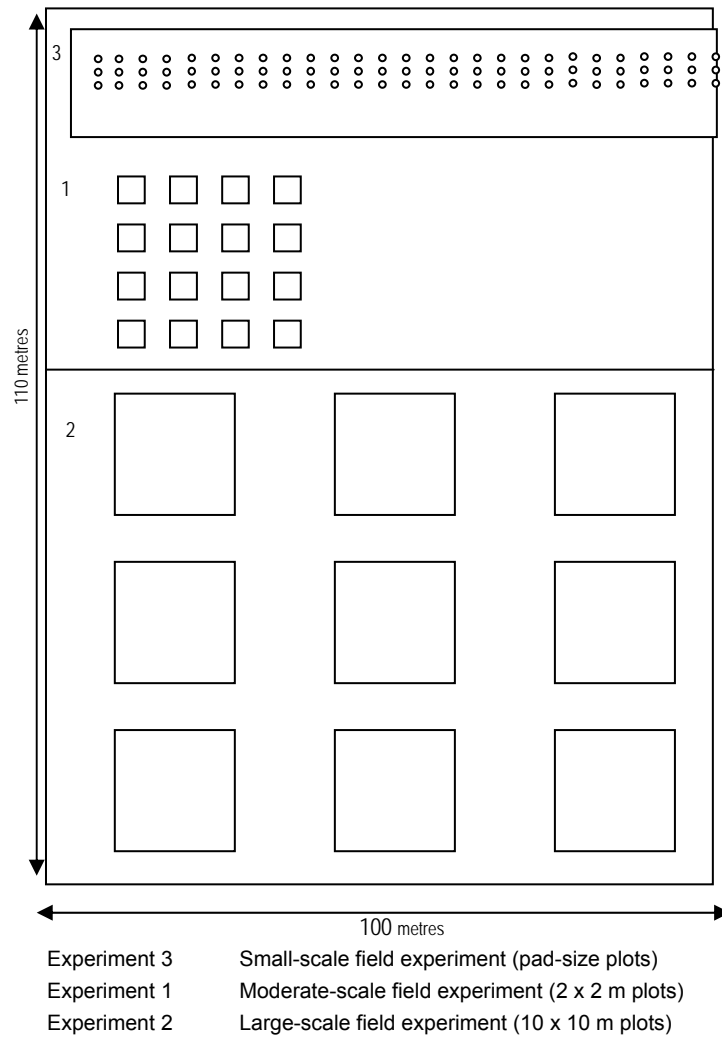 3
1
110 metres
2
100 metres
Experiment 3 Small-scale field experiment (pad-size plots)
Experiment 1 Moderate-scale field experiment (2 x 2 m plots)
Experiment 2 Large-scale field experiment (10 x 10 m plots)